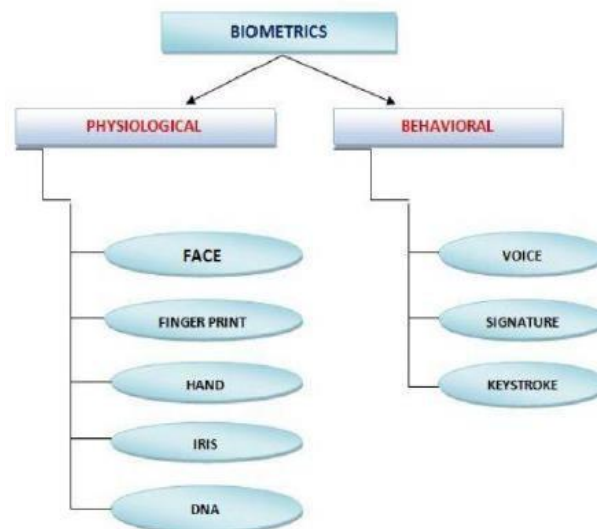 BIOMETRICS
PHYSIOLOGICAL
BEHAVIORAL
FACE
FINGER PRINT
HAND
IRIS
DNA
VOICE
SIGNATURE
KEYSTROKE